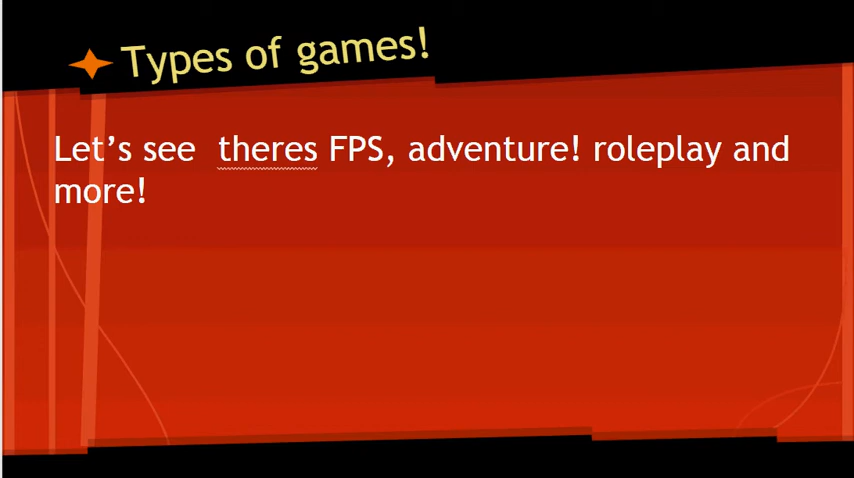 Types of games!
Let’s see  theres FPS, adventure! roleplay and
more!